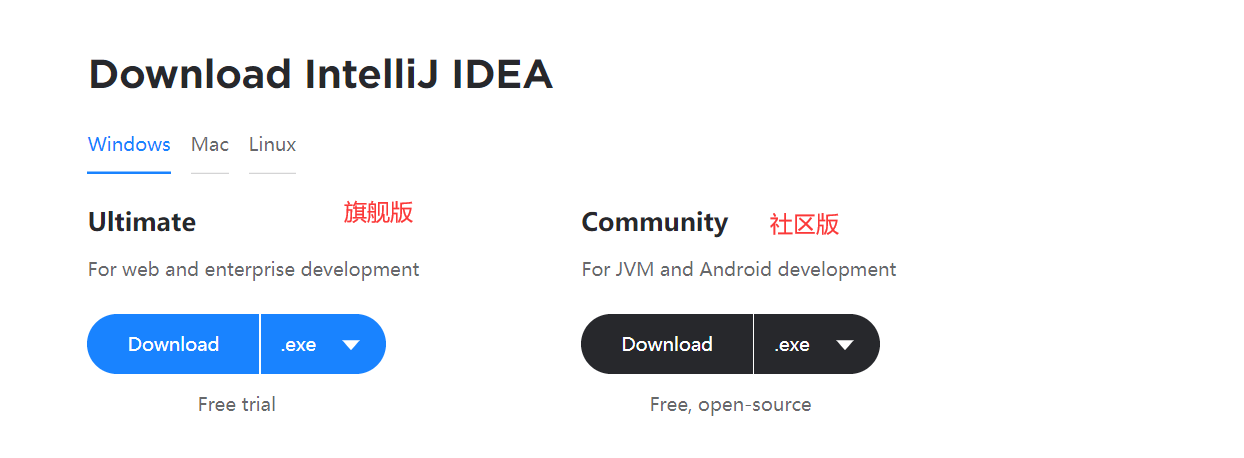 Download IntelliJ IDEA
Windows Mac Linux
Ultimate 旗舰版
For web and enterprise development
Download .exe
Free trial
Community 社区版
For JVM and Android development
Download .exe
Free, open-source